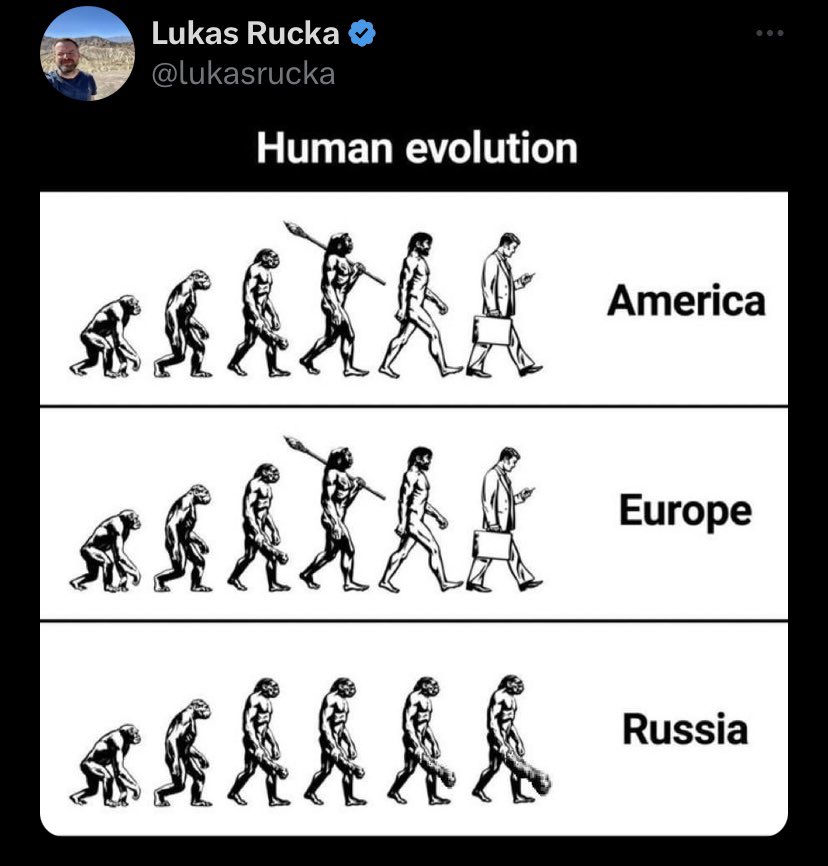 Lukas Rucka
@lukasrucka
Human evolution
America
Europe
Russia